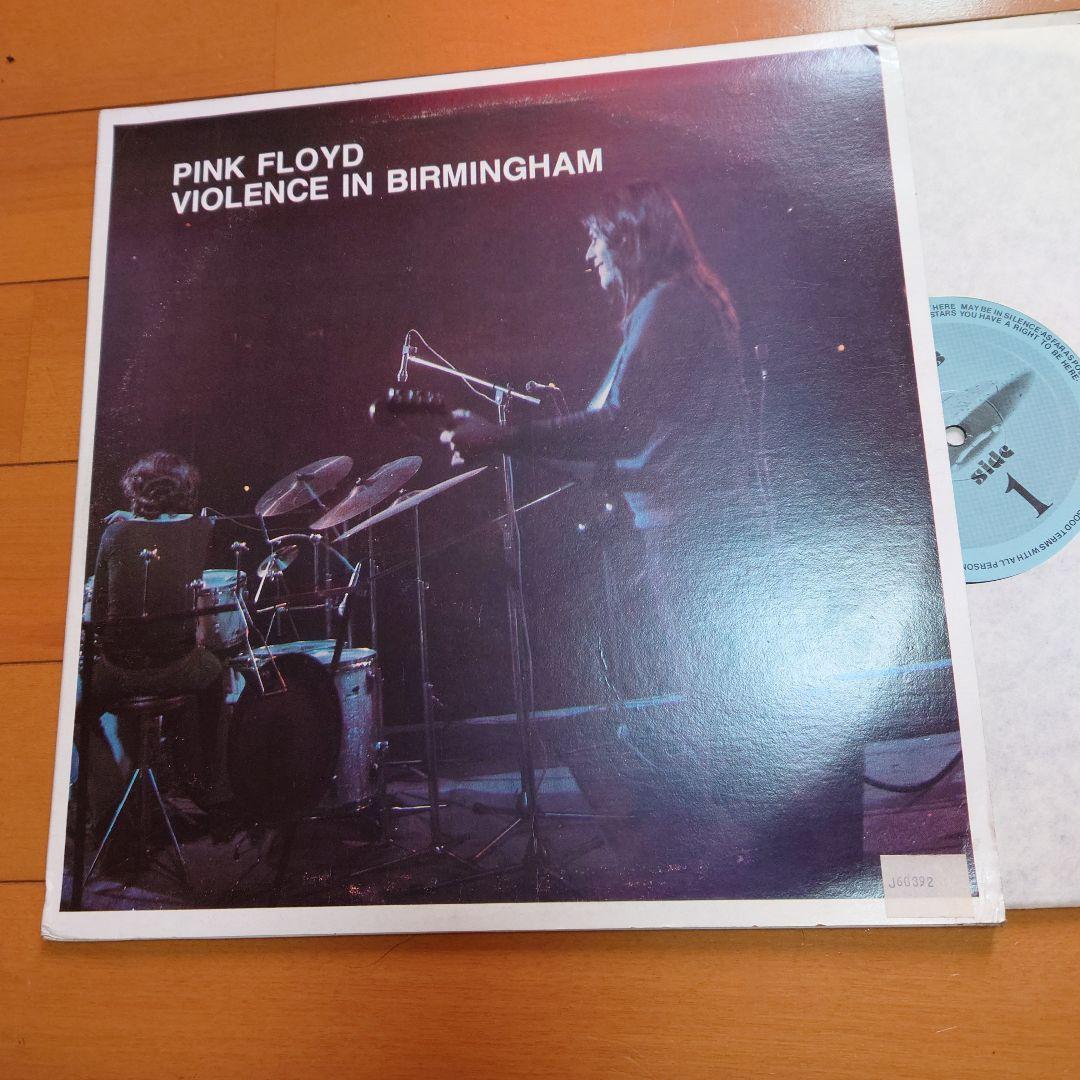 PINK FLOYD
VIOLENCE IN BIRMINGHAM
HERE MAY BE IN SILENCE·AS FAR AS PO
STARS YOU HAVE A RIGHT TO BE HERE·
side
1
GOOD TERMS WITH ALL PERSON
J60392